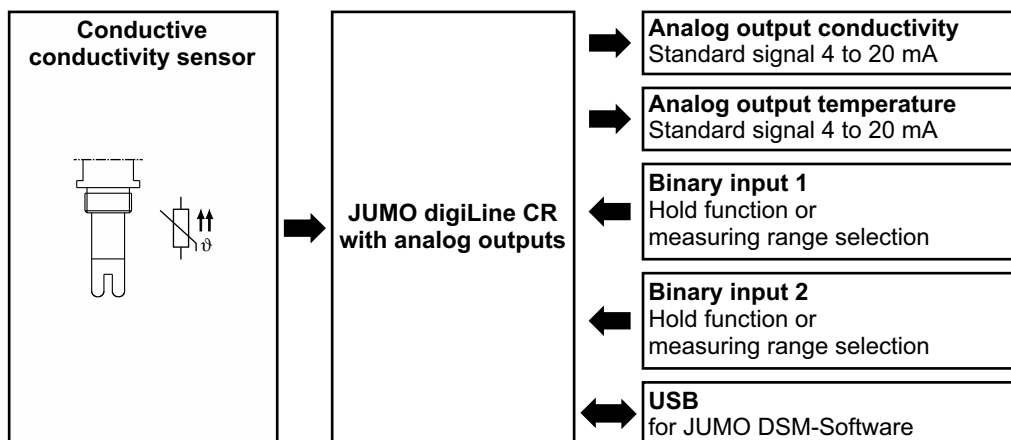 Conductive
conductivity sensor
ϑ
JUMO digiLine CR
with analog outputs
Analog output conductivity
Standard signal 4 to 20 mA
Analog output temperature
Standard signal 4 to 20 mA
Binary input 1
Hold function or
measuring range selection
Binary input 2
Hold function or
measuring range selection
USB
for JUMO DSM-Software